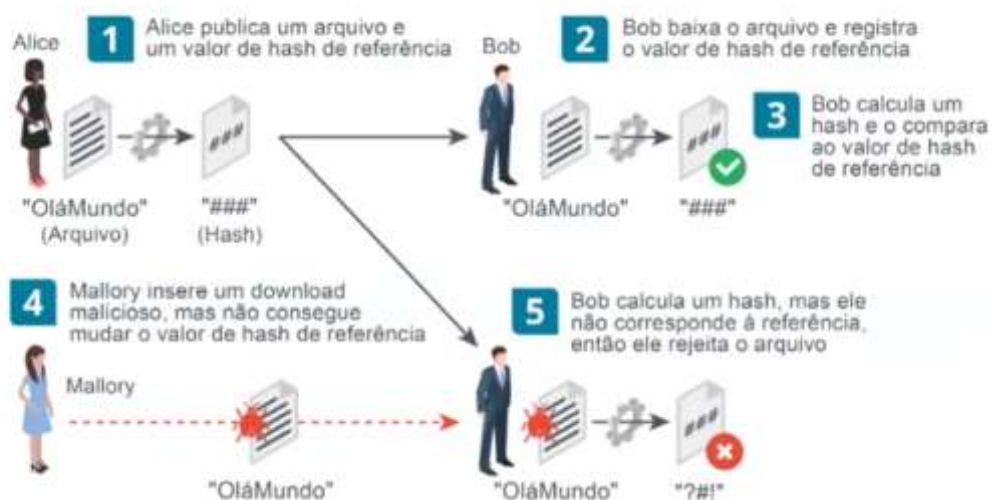 1
Alice publica um arquivo e
um valor de hash de referência
Alice
"OláMundo"
(Arquivo)
###
"###"
(Hash)
2
Bob baixa o arquivo e registra
o valor de hash de referência
Bob
3
Bob calcula um
hash e o compara
ao valor de hash
de referência
"OláMundo"
###
"###"
4
Mallory insere um download
malicioso, mas não consegue
mudar o valor de hash de referência
Mallory
"OláMundo"
5
Bob calcula um hash, mas ele
não corresponde à referência,
então ele rejeita o arquivo
"OláMundo"
###
"?#!"